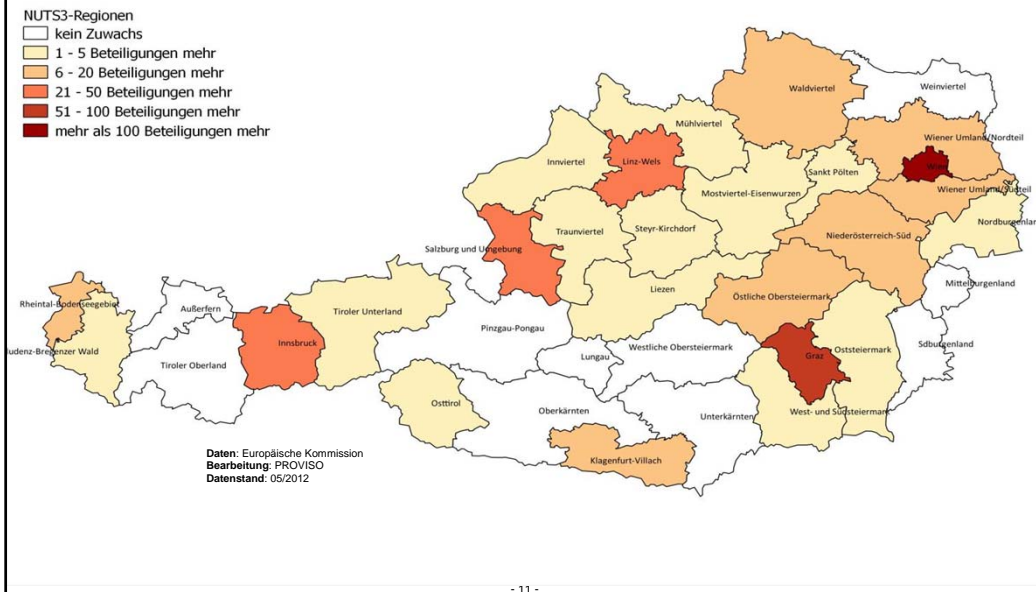 NUTS3-Regionen
kein Zuwachs
1 - 5 Beteiligungen mehr
6 - 20 Beteiligungen mehr
21 - 50 Beteiligungen mehr
51 - 100 Beteiligungen mehr
mehr als 100 Beteiligungen mehr
Waldviertel
Weinviertel
Mühlviertel
Wiener Umland/Nordteil
Innviertel
Linz-Wels
Wien
Sankt Pölten
Mostviertel-Eisenwurzen
Wiener Umland/Südteil
Nordburgenlan
Traunviertel
Steyr-Kirchdorf
Niederösterreich-Süd
Salzburg und Umgebung
Mittelburgenland
Liezen
Östliche Obersteiermark
Rheintal-Bodenseegebiet
Außerfern
Tiroler Unterland
Pinzgau-Pongau
Innsbruck
Sdburgenland
Westliche Obersteiermark
Oststeiermark
Graz
Lungau
ludenz-Bregenzer Wald
Tiroler Oberland
Osttirol
Oberkärnten
Unterkärnten
West- und Südsteiermark
Klagenfurt-Villach
Daten: Europäische Kommission
Bearbeitung: PROVISO
Datenstand: 05/2012
- 11 -